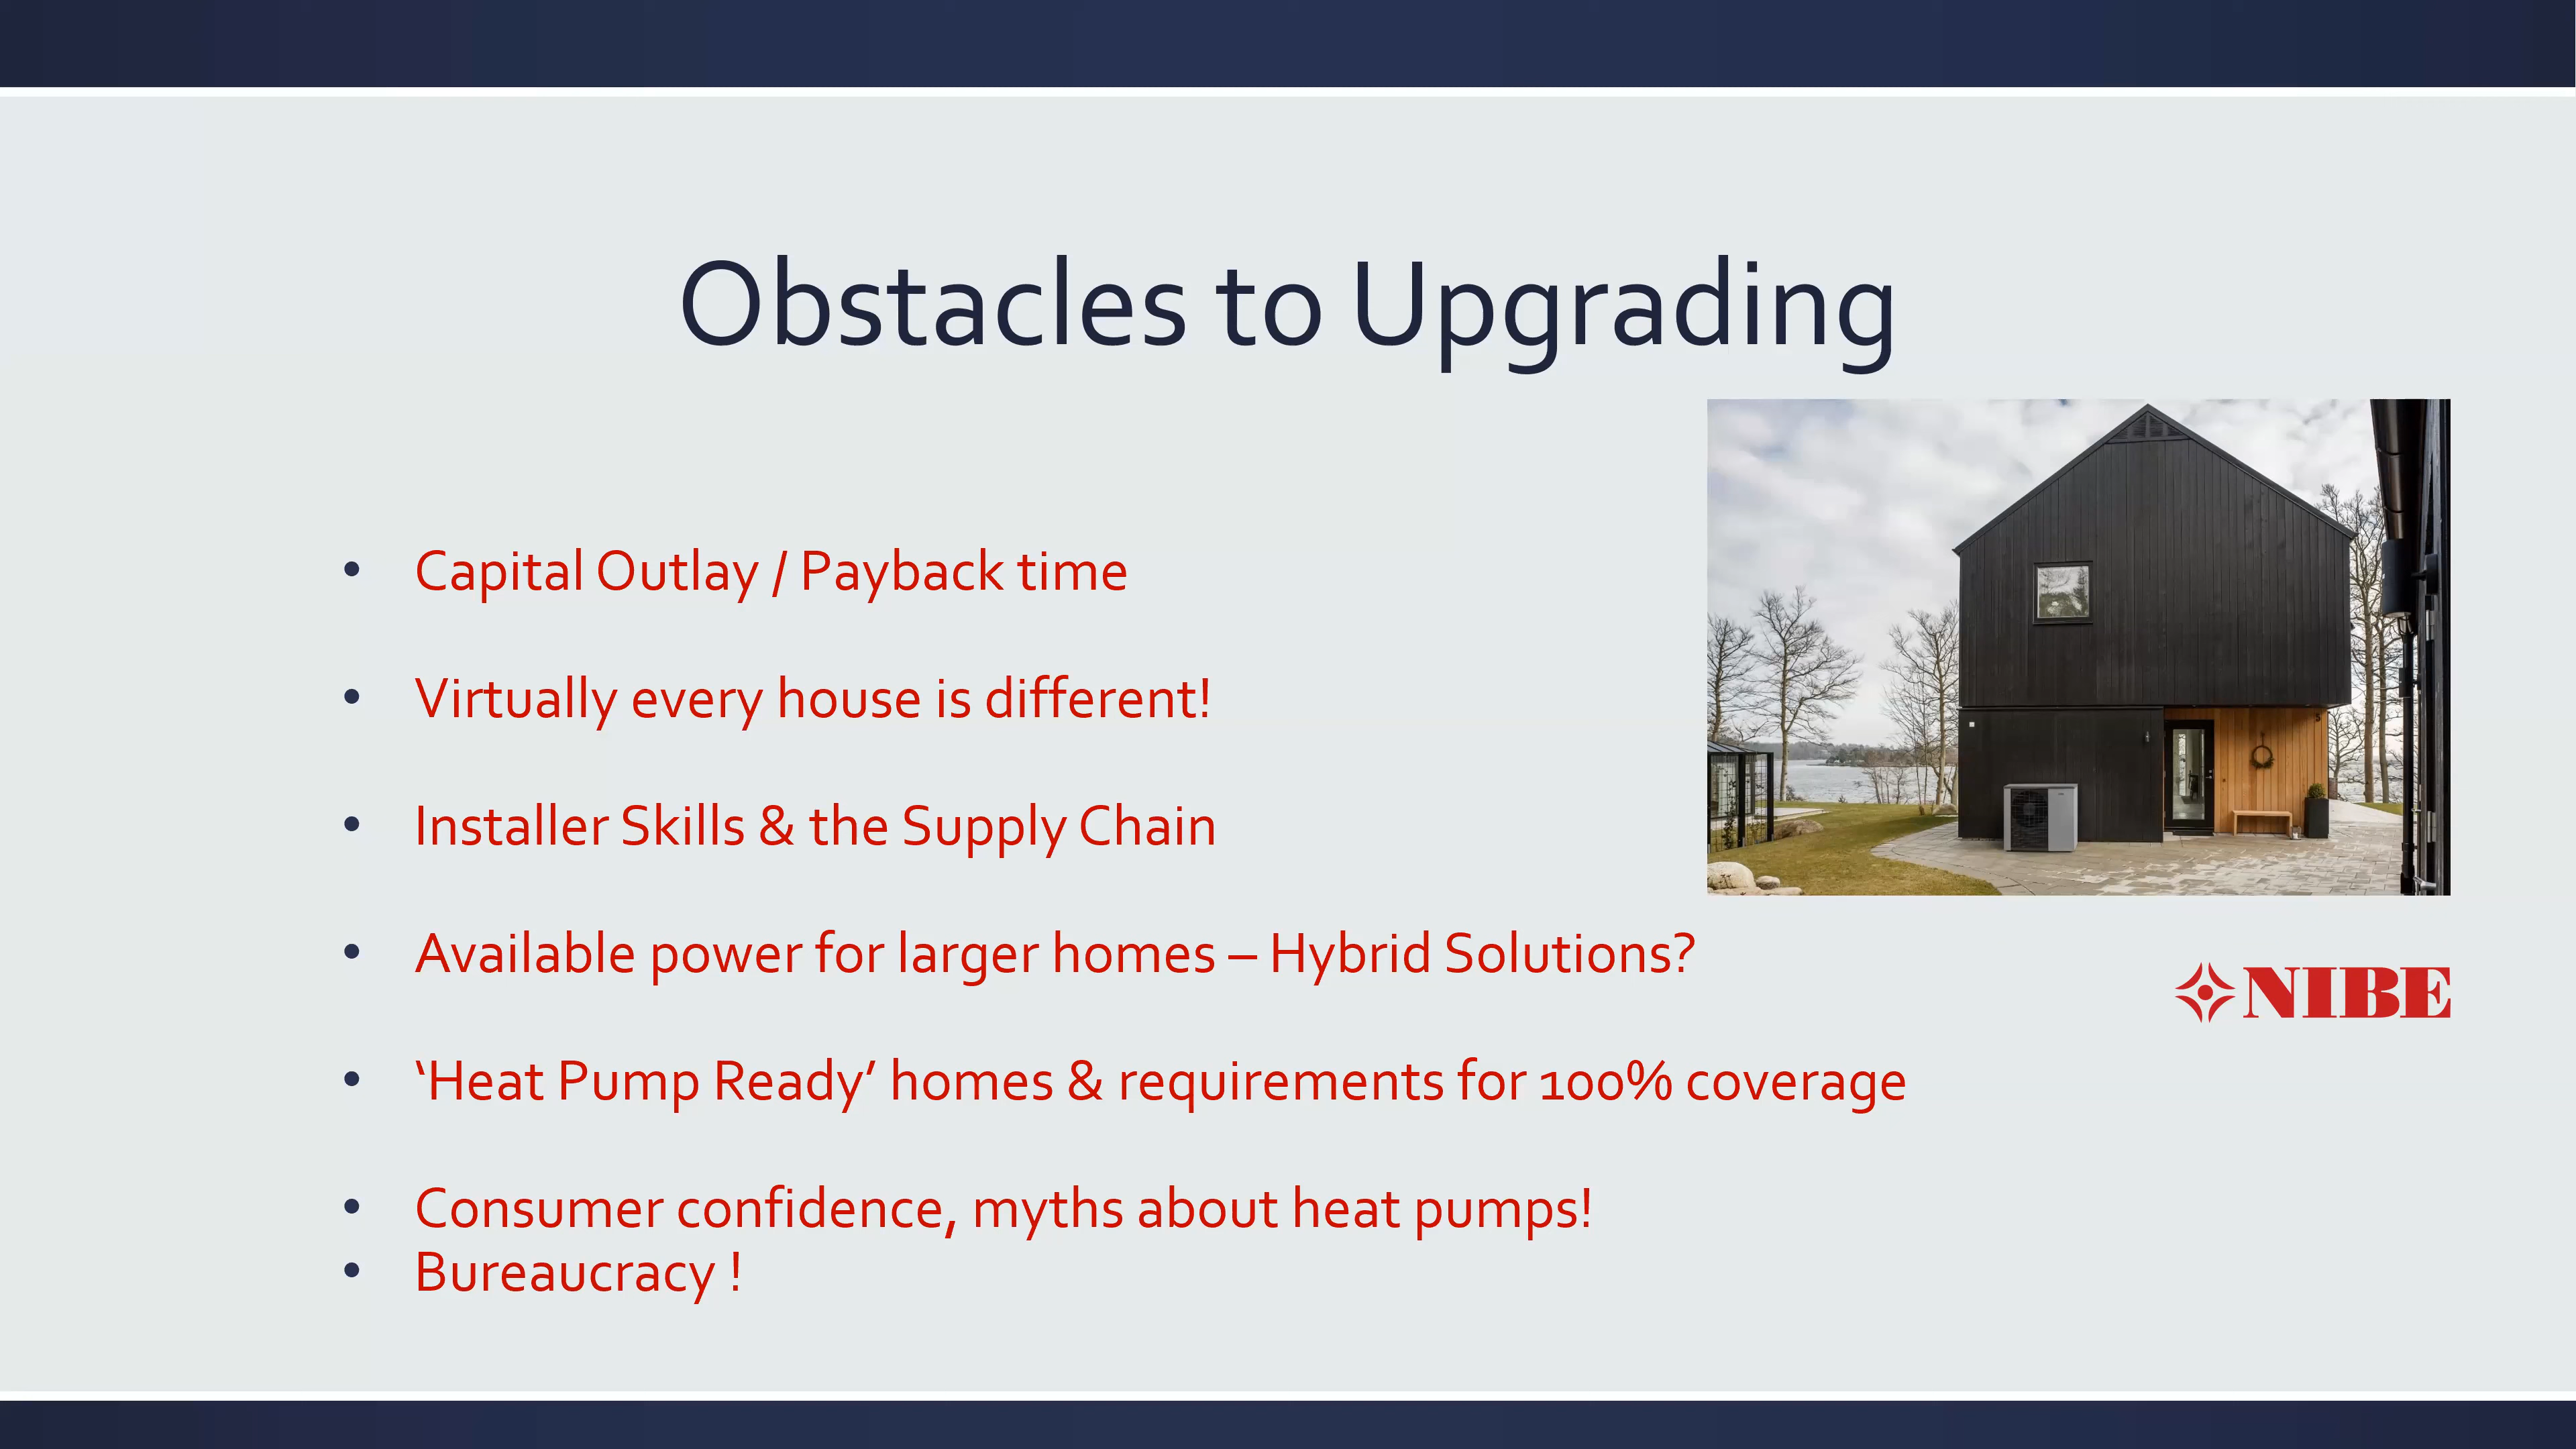 Obstacles to Upgrading
• Capital Outlay / Payback time
• Virtually every house is different!
• Installer Skills & the Supply Chain
• Available power for larger homes – Hybrid Solutions?
NIBE
• ‘Heat Pump Ready’ homes & requirements for 100% coverage
• Consumer confidence, myths about heat pumps!
• Bureaucracy !